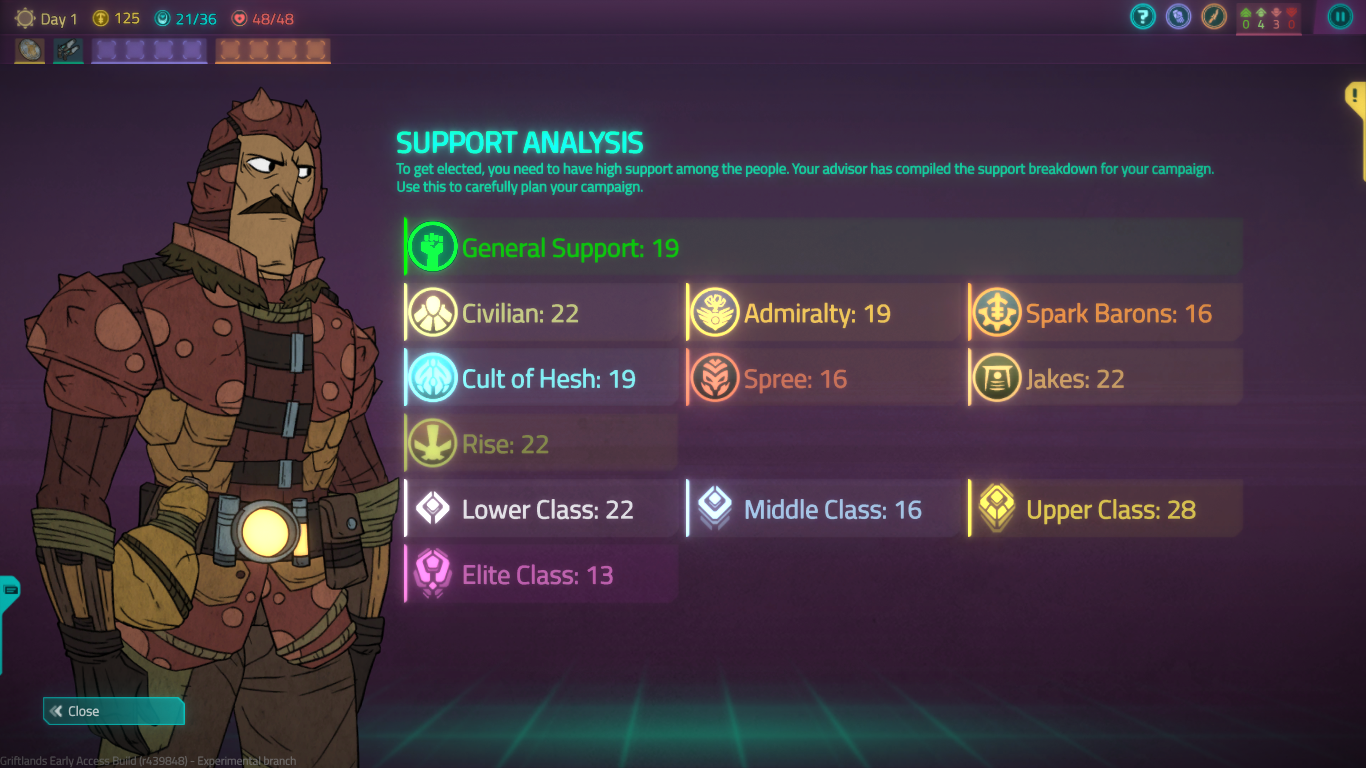 Day 1 125 21/36 48/48
? 0 4 3 0
!
SUPPORT ANALYSIS
To get elected, you need to have high support among the people. Your advisor has compiled the support breakdown for your campaign.
Use this to carefully plan your campaign.
General Support: 19
Civilian: 22 Admiralty: 19 Spark Barons: 16
Cult of Hesh: 19 Spree: 16 Jakes: 22
Rise: 22
Lower Class: 22 Middle Class: 16 Upper Class: 28
Elite Class: 13
Close
Griftlands Early Access Build (r439848) - Experimental branch